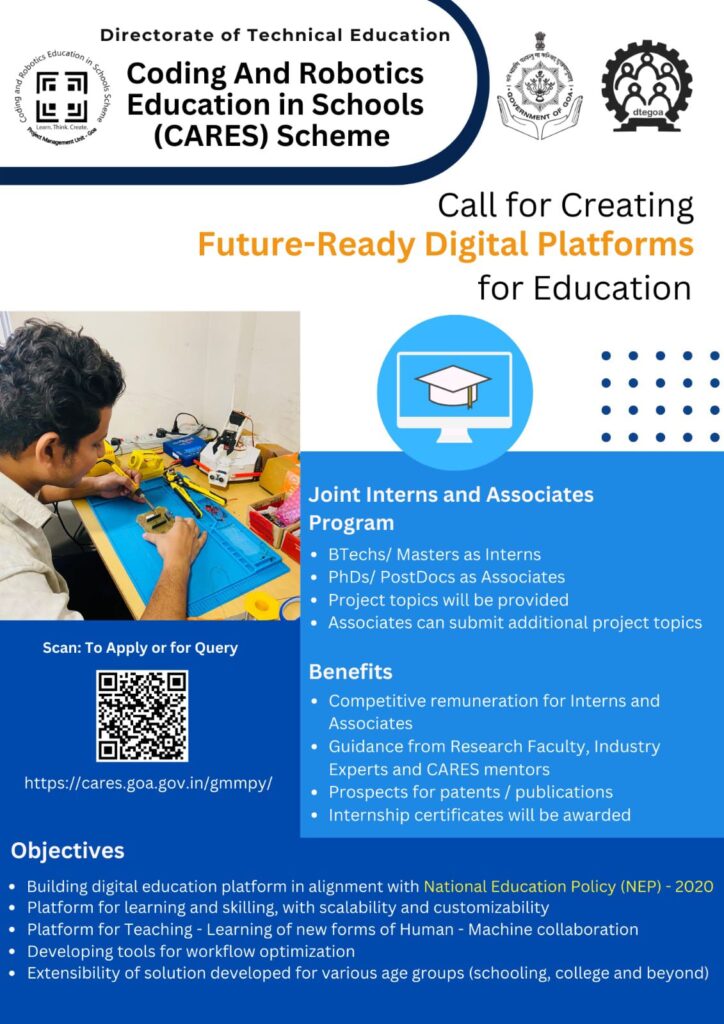 Directorate of Technical Education
Coding and Robotics Education in Schools Scheme
Learn. Think. Create.
Project Management Unit - Goa
Coding And Robotics
Education in Schools
(CARES) Scheme
GOVERNMENT OF GOA
dtegoa
Call for Creating
Future-Ready Digital Platforms
for Education
Joint Interns and Associates
Program
• BTechs/ Masters as Interns
• PhDs/ PostDocs as Associates
• Project topics will be provided
• Associates can submit additional project topics
Benefits
• Competitive remuneration for Interns and
Associates
• Guidance from Research Faculty, Industry
Experts and CARES mentors
• Prospects for patents / publications
• Internship certificates will be awarded
Scan: To Apply or for Query
https://cares.goa.gov.in/gmmpy/
Objectives
• Building digital education platform in alignment with National Education Policy (NEP) - 2020
• Platform for learning and skilling, with scalability and customizability
• Platform for Teaching - Learning of new forms of Human - Machine collaboration
• Developing tools for workflow optimization
• Extensibility of solution developed for various age groups (schooling, college and beyond)